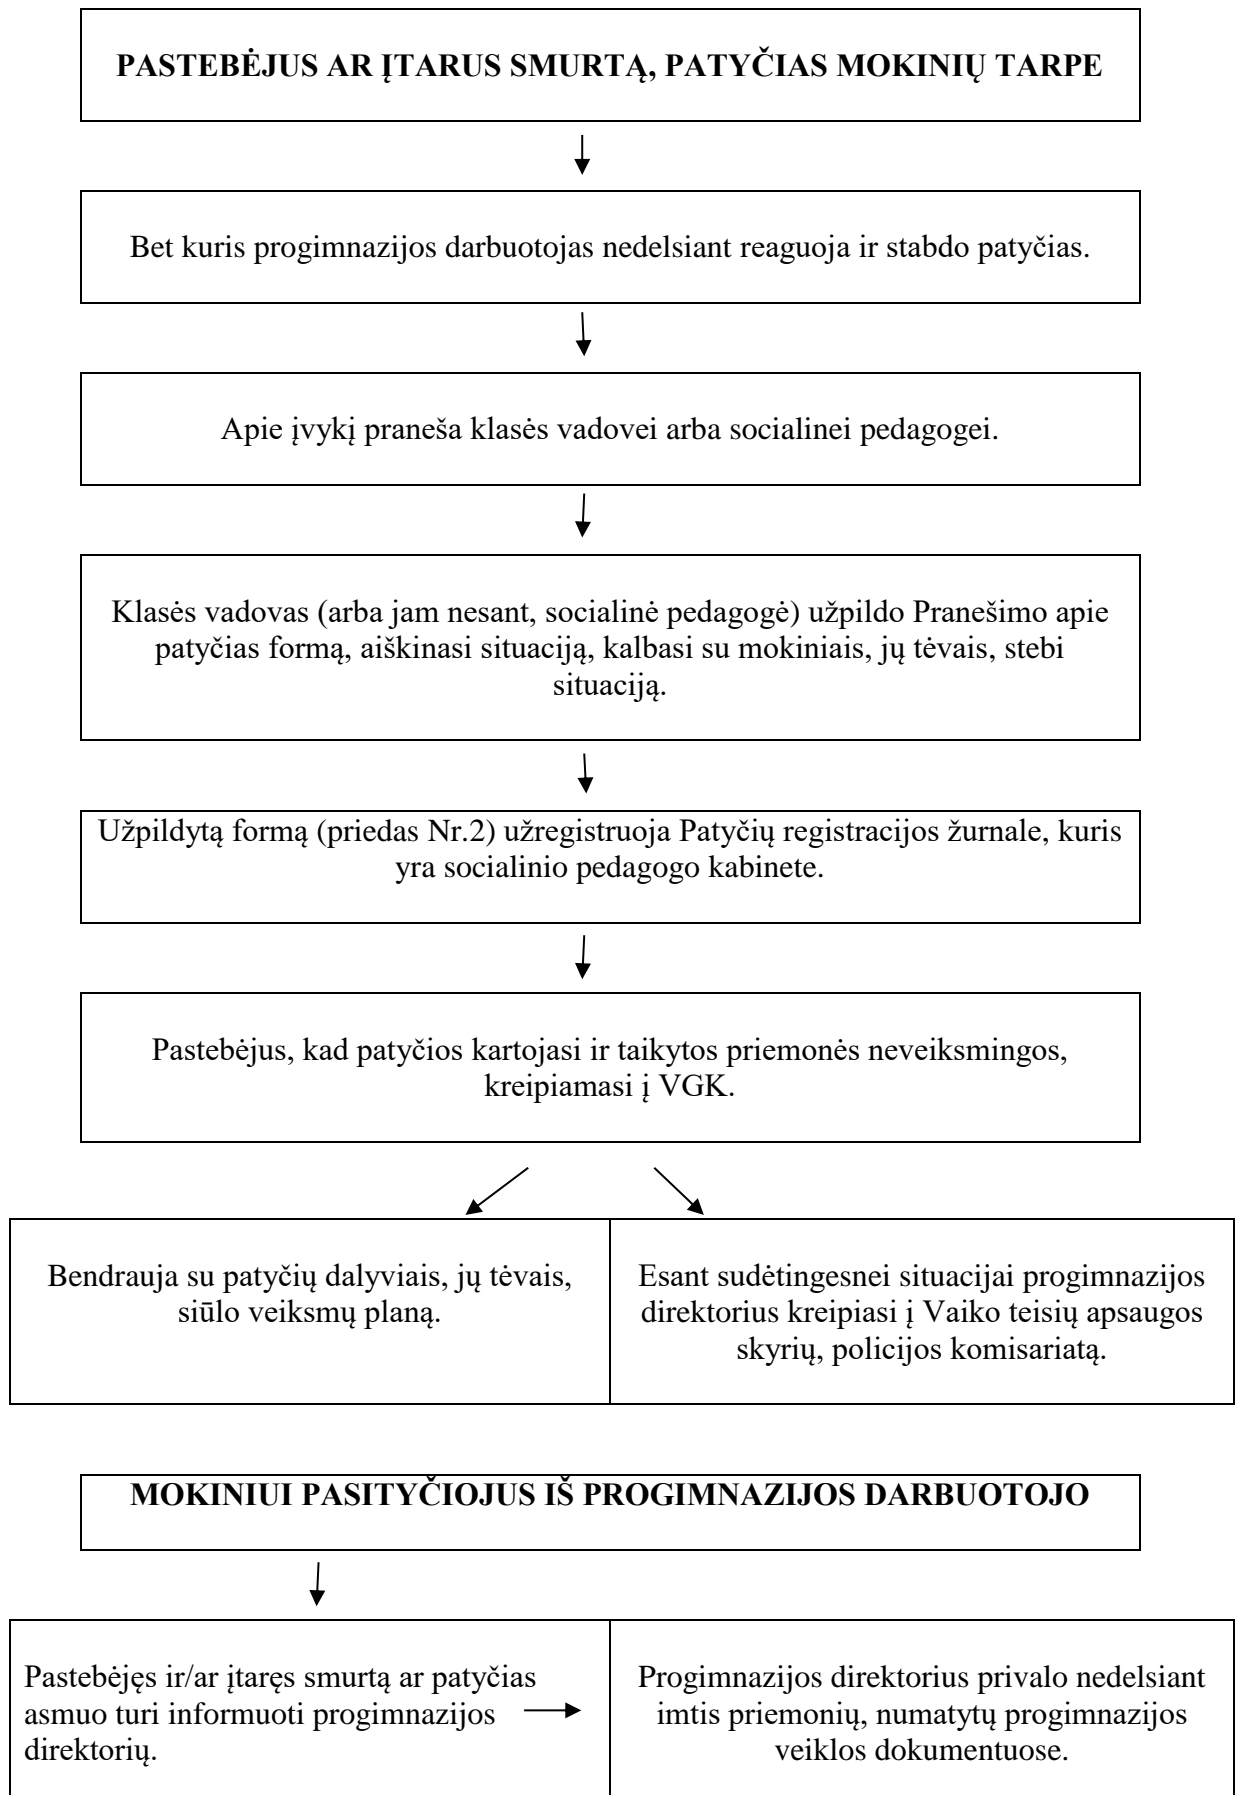 PASTEBĖJUS AR ĮTARUS SMURTĄ, PATYČIAS MOKINIŲ TARPE
Bet kuris progimnazijos darbuotojas nedelsiant reaguoja ir stabdo patyčias.
Apie įvykį praneša klasės vadovei arba socialinei pedagogei.
Klasės vadovas (arba jam nesant, socialinė pedagogė) užpildo Pranešimo apie
patyčias formą, aiškinasi situaciją, kalbasi su mokiniais, jų tėvais, stebi
situaciją.
Užpildytą formą (priedas Nr.2) užregistruoja Patyčių registracijos žurnale, kuris
yra socialinio pedagogo kabinete.
Pastebėjus, kad patyčios kartojasi ir taikytos priemonės neveiksmingos,
kreipiamasi į VGK.
Bendrauja su patyčių dalyviais, jų tėvais,
siūlo veiksmų planą.
Esant sudėtingesnei situacijai progimnazijos
direktorius kreipiasi į Vaiko teisių apsaugos
skyrių, policijos komisariatą.
MOKINIUI PASITYČIOJUS IŠ PROGIMNAZIJOS DARBUOTOJO
Pastebėjęs ir/ar įtaręs smurtą ar patyčias
asmuo turi informuoti progimnazijos
direktorių.
Progimnazijos direktorius privalo nedelsiant
imtis priemonių, numatytų progimnazijos
veiklos dokumentuose.